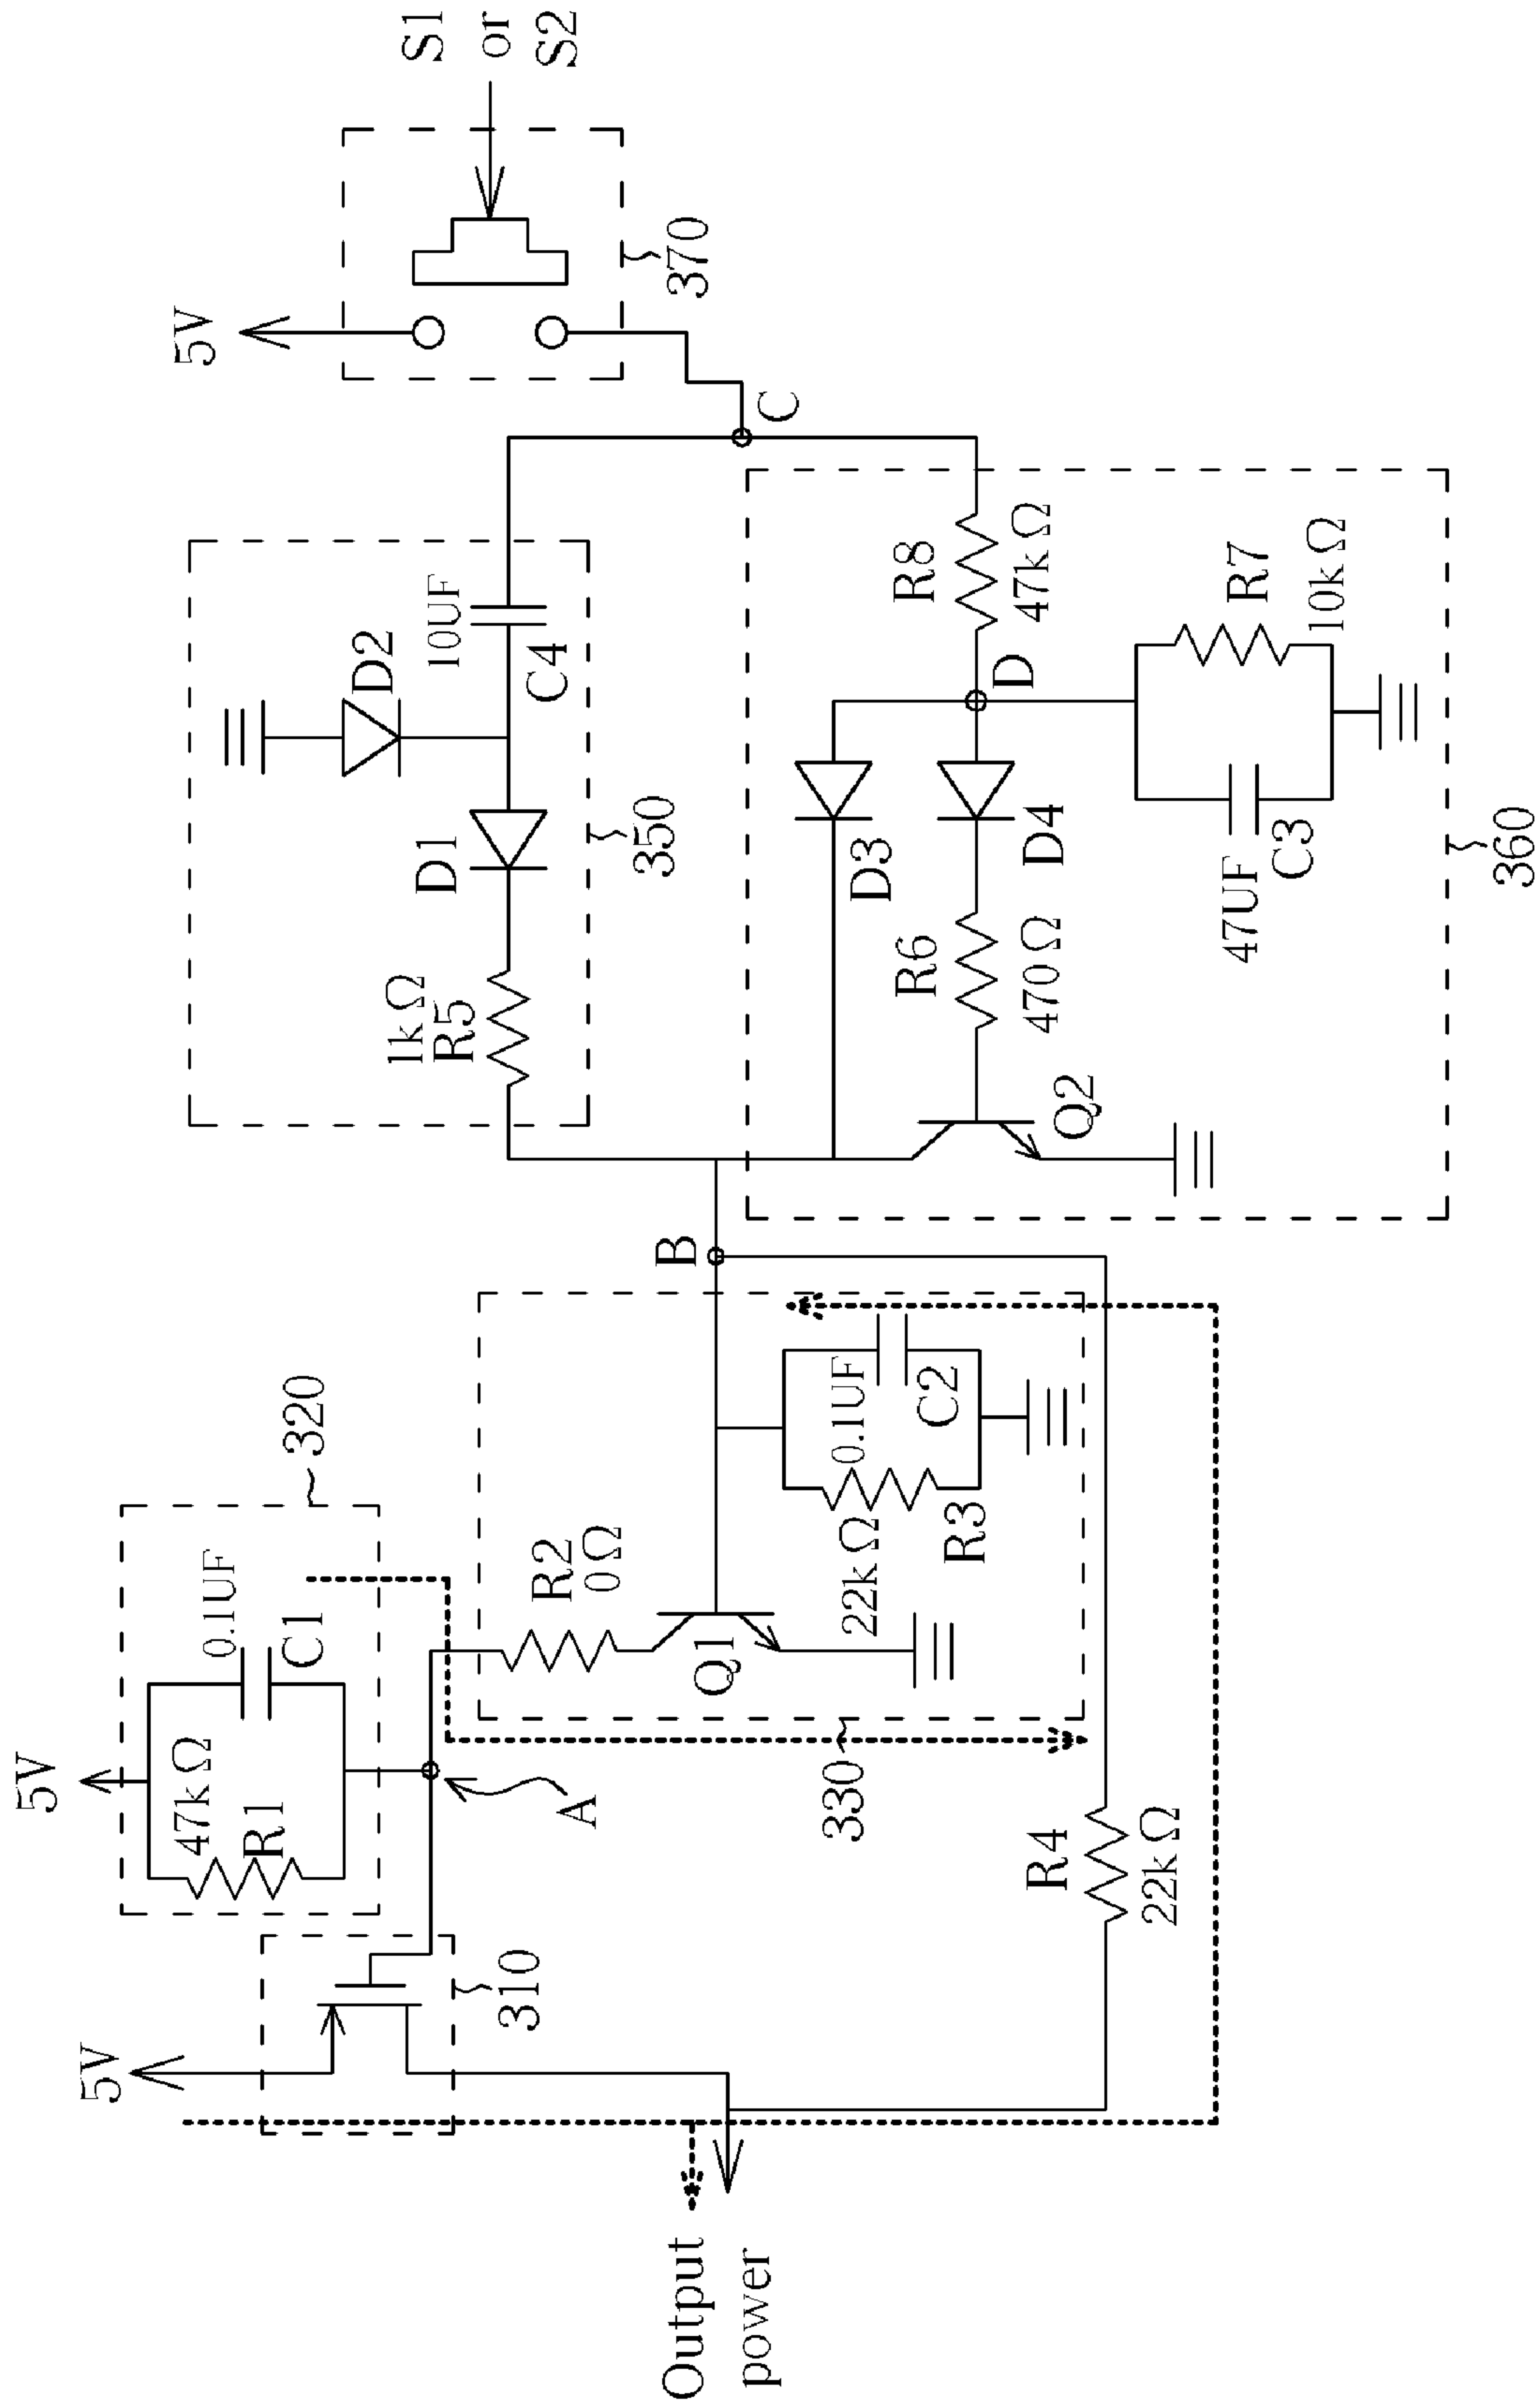 S1
or
S2
5V
370
C
D2
10UF
C4
D1
350
1kΩ
R5
R8
47kΩ
D
R7
10kΩ
D3
D4
47UF
C3
R6
470Ω
Q2
360
B
320
0.1UF
C1
5V
47kΩ
R1
A
R2
0Ω
Q1
0.1UF
C2
22kΩ
R3
330
R4
22kΩ
5V
310
Output
power